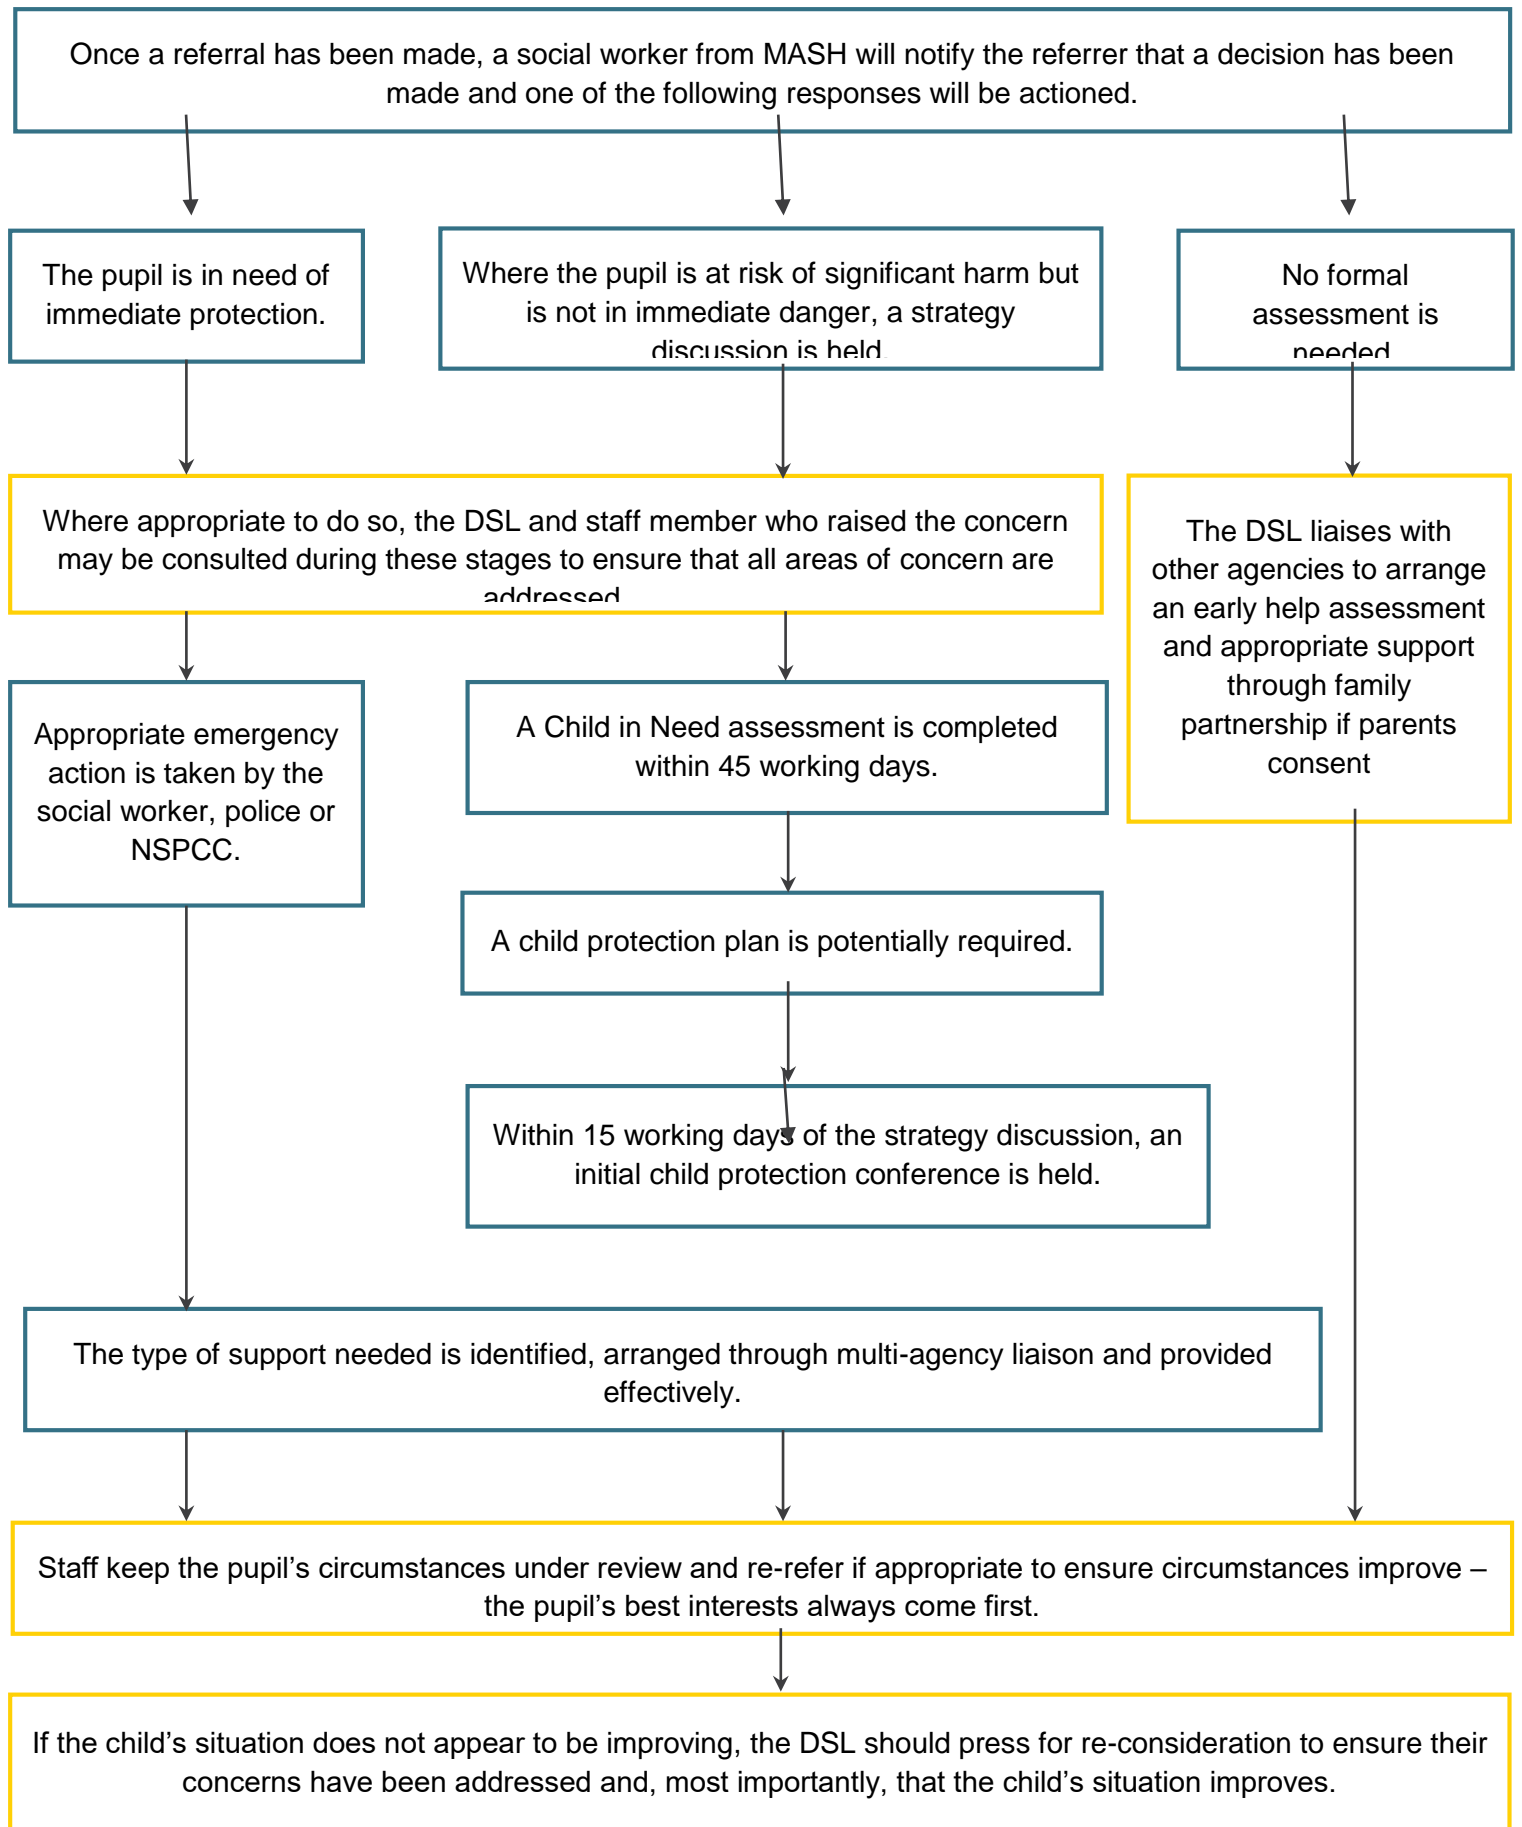 Once a referral has been made, a social worker from MASH will notify the referrer that a decision has been
made and one of the following responses will be actioned.
The pupil is in need of
immediate protection.
Where the pupil is at risk of significant harm but
is not in immediate danger, a strategy
discussion is held.
No formal
assessment is
needed
Where appropriate to do so, the DSL and staff member who raised the concern
may be consulted during these stages to ensure that all areas of concern are
addressed
The DSL liaises with
other agencies to arrange
an early help assessment
and appropriate support
through family
partnership if parents
consent
Appropriate emergency
action is taken by the
social worker, police or
NSPCC.
A Child in Need assessment is completed
within 45 working days.
A child protection plan is potentially required.
Within 15 working days of the strategy discussion, an
initial child protection conference is held.
The type of support needed is identified, arranged through multi-agency liaison and provided
effectively.
Staff keep the pupil’s circumstances under review and re-refer if appropriate to ensure circumstances improve –
the pupil’s best interests always come first.
If the child’s situation does not appear to be improving, the DSL should press for re-consideration to ensure their
concerns have been addressed and, most importantly, that the child’s situation improves.